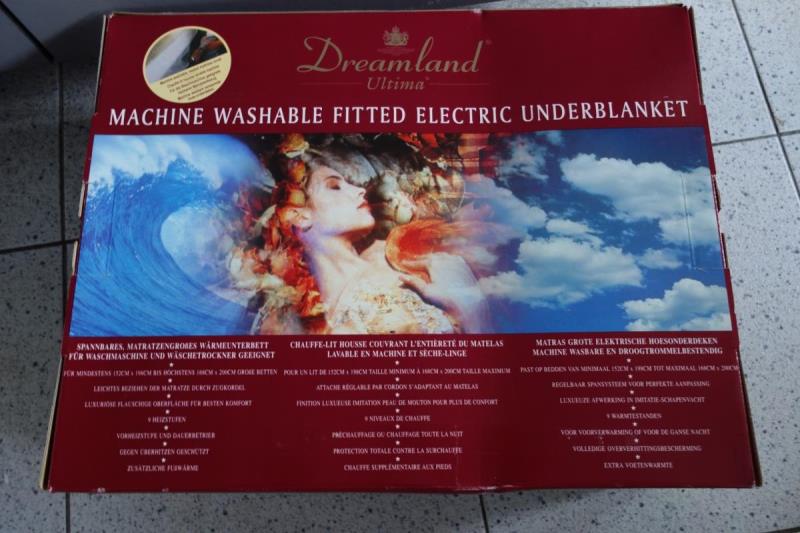 Dreamland
Ultima
MACHINE WASHABLE FITTED ELECTRIC UNDERBLANKET
SPANNBARES, MATRATZENGROßES WÄRMEUNTERBETT
FÜR WASCHMASCHINE UND WÄSCHETROCKNER GEEIGNET
FÜR MINDESTENS 152CM x 198CM BIS HÖCHSTENS 168CM x 200CM GROßE BETTEN
LEICHTES BEZIEHEN DER MATRATZE DURCH ZUGKORDEL
LUXURIÖSE FLAUSCHIGE OBERFLÄCHE FÜR BESTEN KOMFORT
9 HEIZSTUFEN
VORHEIZSTUFE UND DAUERBETRIEB
GEGEN ÜBERHITZEN GESCHÜTZT
ZUSÄTZLICHE FUßWÄRME
CHAUFFE-LIT HOUSSE COUVRANT L'ENTIÈRETÉ DU MATELAS
LAVABLE EN MACHINE ET SÈCHE-LINGE
POUR UN LIT DE 152CM x 198CM TAILLE MINIMUM À 168CM x 200CM TAILLE MAXIMUM
ATTACHE RÉGLABLE PAR CORDON S'ADAPTANT AU MATELAS
FINITION LUXUEUSE IMITATION PEAU DE MOUTON POUR PLUS DE CONFORT
9 NIVEAUX DE CHAUFFE
PRÉCHAUFFAGE OU CHAUFFAGE TOUTE LA NUIT
PROTECTION TOTALE CONTRE LA SURCHAUFFE
CHAUFFE SUPPLÉMENTAIRE AUX PIEDS
MATRAS GROTE ELEKTRISCHE HOESONDERDEKEN
MACHINE WASBARE EN DROOGTROMMELBESTENDIG
PAST OP BEDDEN VAN MINIMAAL 152CM x 198CM TOT MAXIMAAL 168CM x 200CM
REGELBAAR SPANSYSTEEM VOOR PERFEKTE AANPASSING
LUXUEUZE AFWERKING IN IMITATIE-SCHAPENVACHT
9 WARMTESTANDEN
VOOR VOORVERWARMING OF VOOR DE GANSE NACHT
VOLLEDIGE OVERVERHITTINGSBESCHERMING
EXTRA VOETENWARMTE